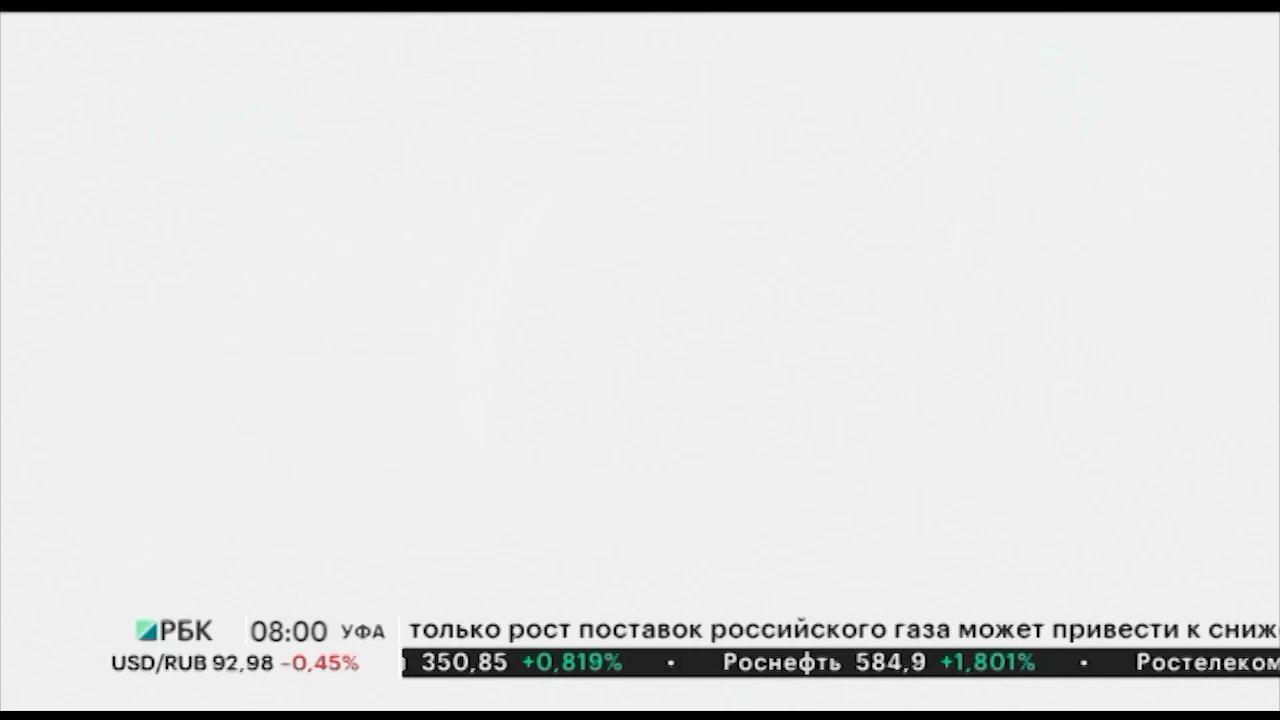 РБК 08:00 УФА только рост поставок российского газа может привести к сниж
USD/RUB 92,98 -0,45% 350,85 +0,819% · Роснефть 584,9 +1,801% · Ростелеком